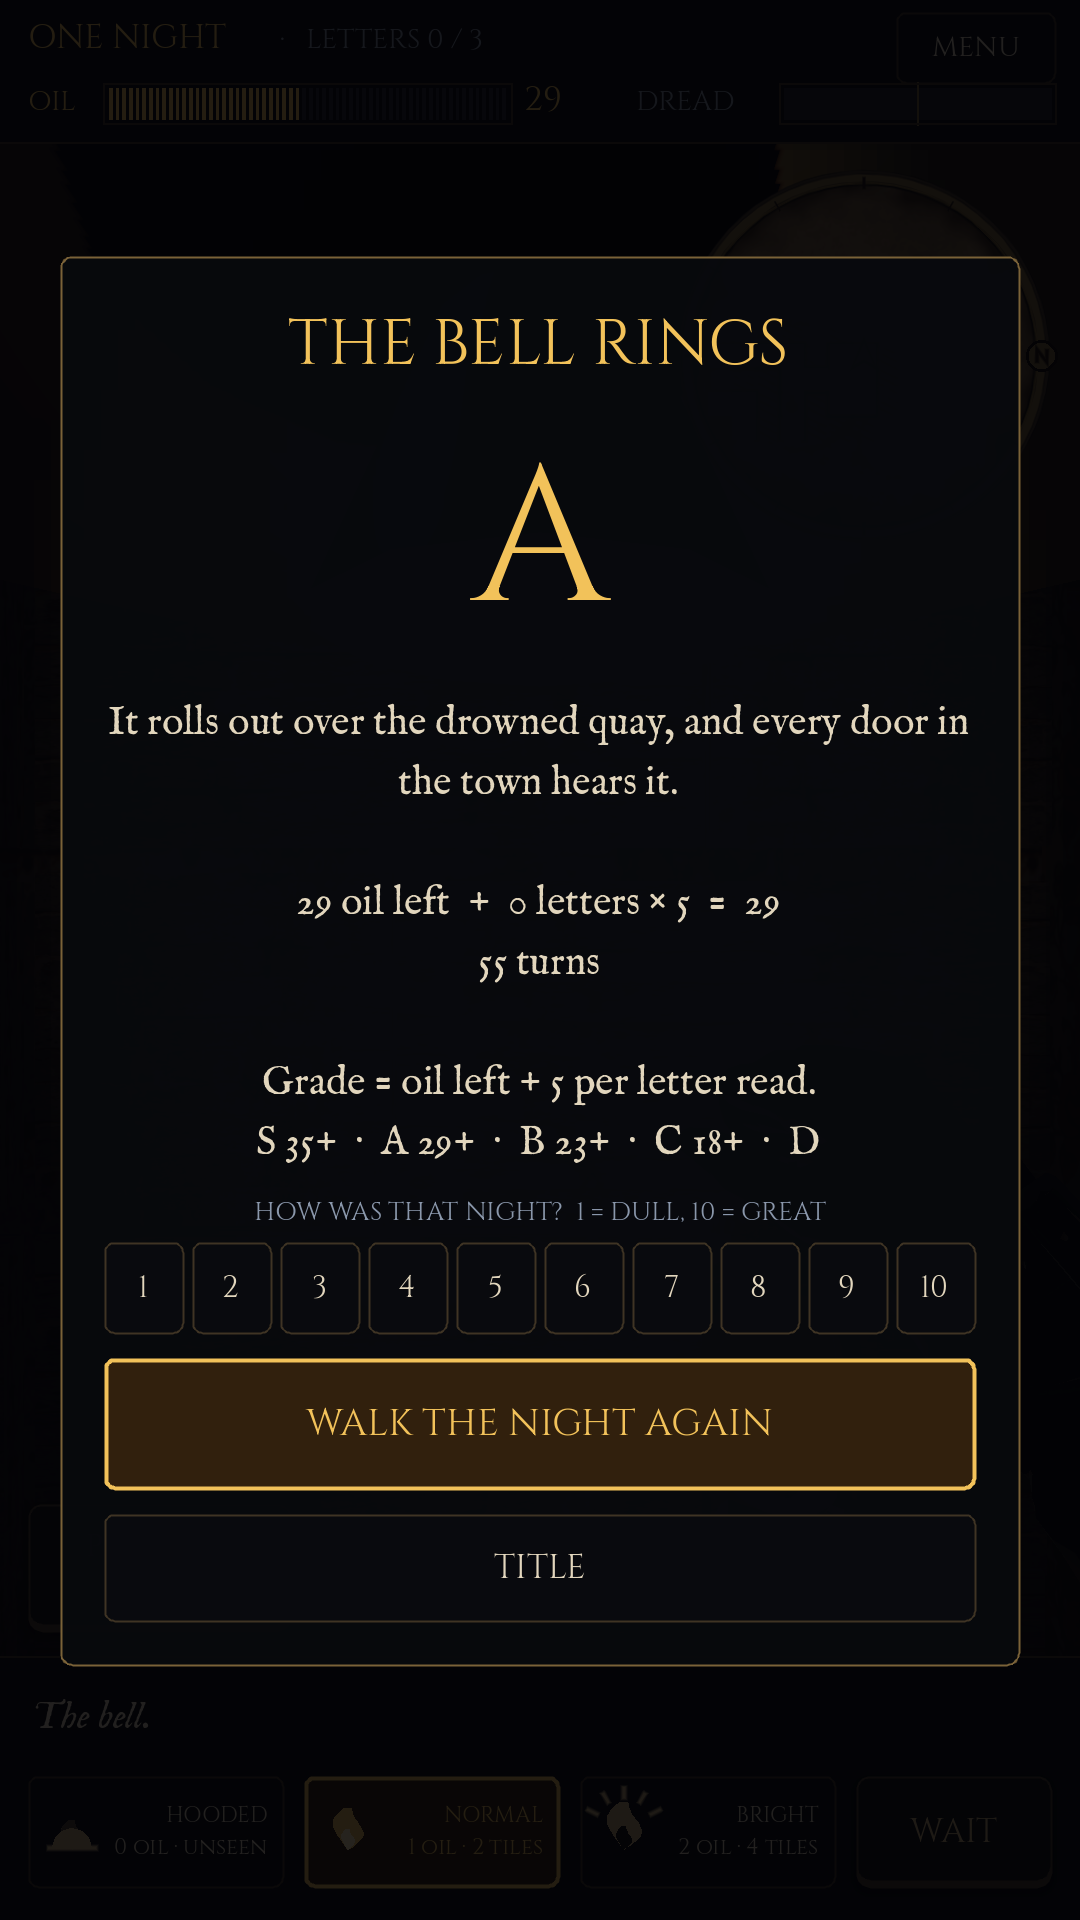 ONE NIGHT · LETTERS 0 / 3
MENU
OIL 29 DREAD
N
THE BELL RINGS
A
It rolls out over the drowned quay, and every door in
the town hears it.
29 oil left + 0 letters × 5 = 29
55 turns
Grade = oil left + 5 per letter read.
S 35+ · A 29+ · B 23+ · C 18+ · D
HOW WAS THAT NIGHT? 1 = DULL, 10 = GREAT
1 2 3 4 5 6 7 8 9 10
WALK THE NIGHT AGAIN
TITLE
The bell.
HOODED
0 OIL · UNSEEN
NORMAL
1 OIL · 2 TILES
BRIGHT
2 OIL · 4 TILES
WAIT